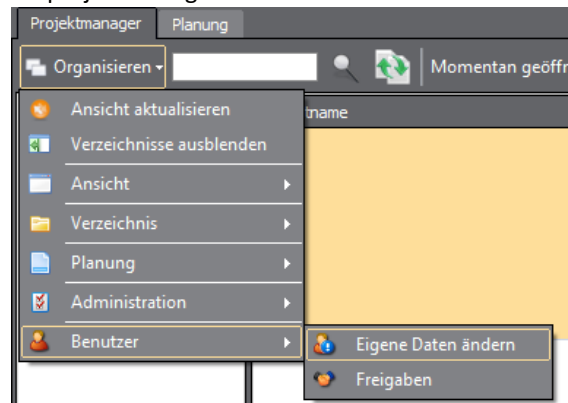 Projektmanager Planung
Organisieren Momentan geöffn
tname
Ansicht aktualisieren
Verzeichnisse ausblenden
Ansicht
Verzeichnis
Planung
Administration
Benutzer
Eigene Daten ändern
Freigaben